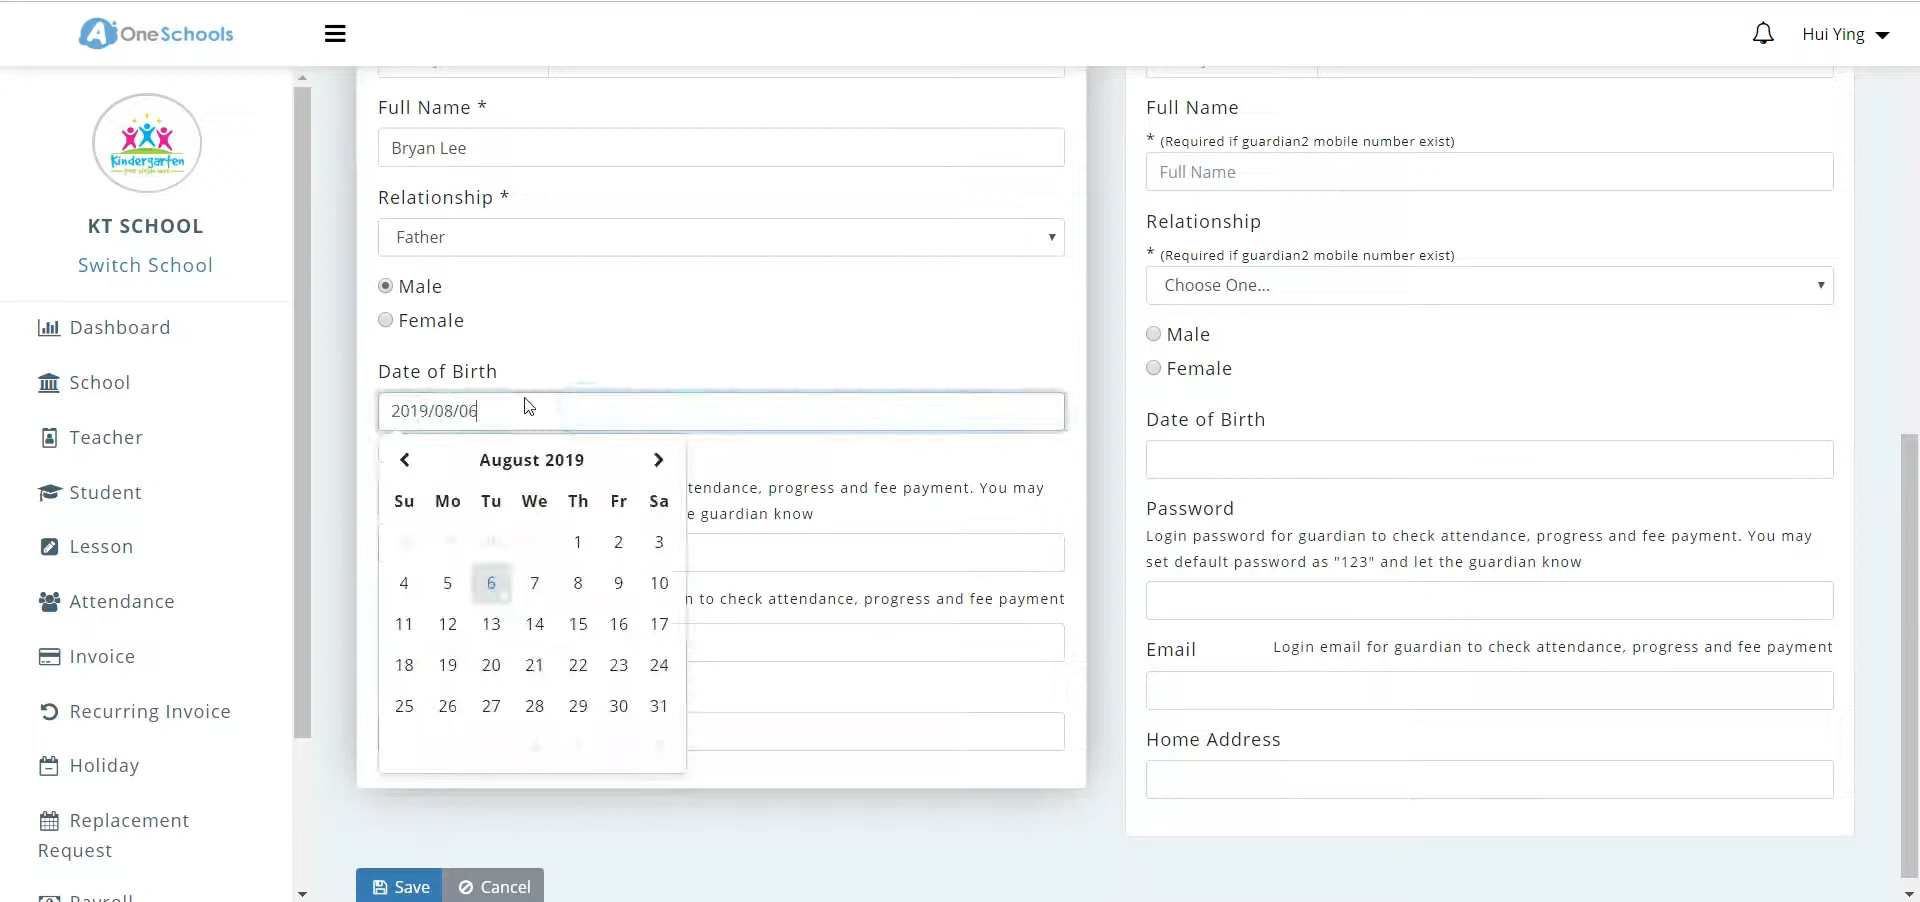 OneSchools
Hui Ying
Kindergarten
KT SCHOOL
Switch School
Dashboard
School
Teacher
Student
Attendance
Invoice
Recurring Invoice
Holiday
Replacement
Request
Payroll
Full Name *
Bryan Lee
Relationship *
Father
Male
Female
Date of Birth
2019/08/06
August 2019
Su Mo Tu We Th Fr Sa
1 2 3
4 5 6 7 8 9 10
11 12 13 14 15 16 17
18 19 20 21 22 23 24
25 26 27 28 29 30 31
tendance, progress and fee payment. You may
e guardian know
n to check attendance, progress and fee payment
Full Name
* (Required if guardian2 mobile number exist)
Full Name
Relationship
* (Required if guardian2 mobile number exist)
Choose One...
Male
Female
Date of Birth
Password
Login password for guardian to check attendance, progress and fee payment. You may
set default password as "123" and let the guardian know
Email Login email for guardian to check attendance, progress and fee payment
Home Address
Save Cancel